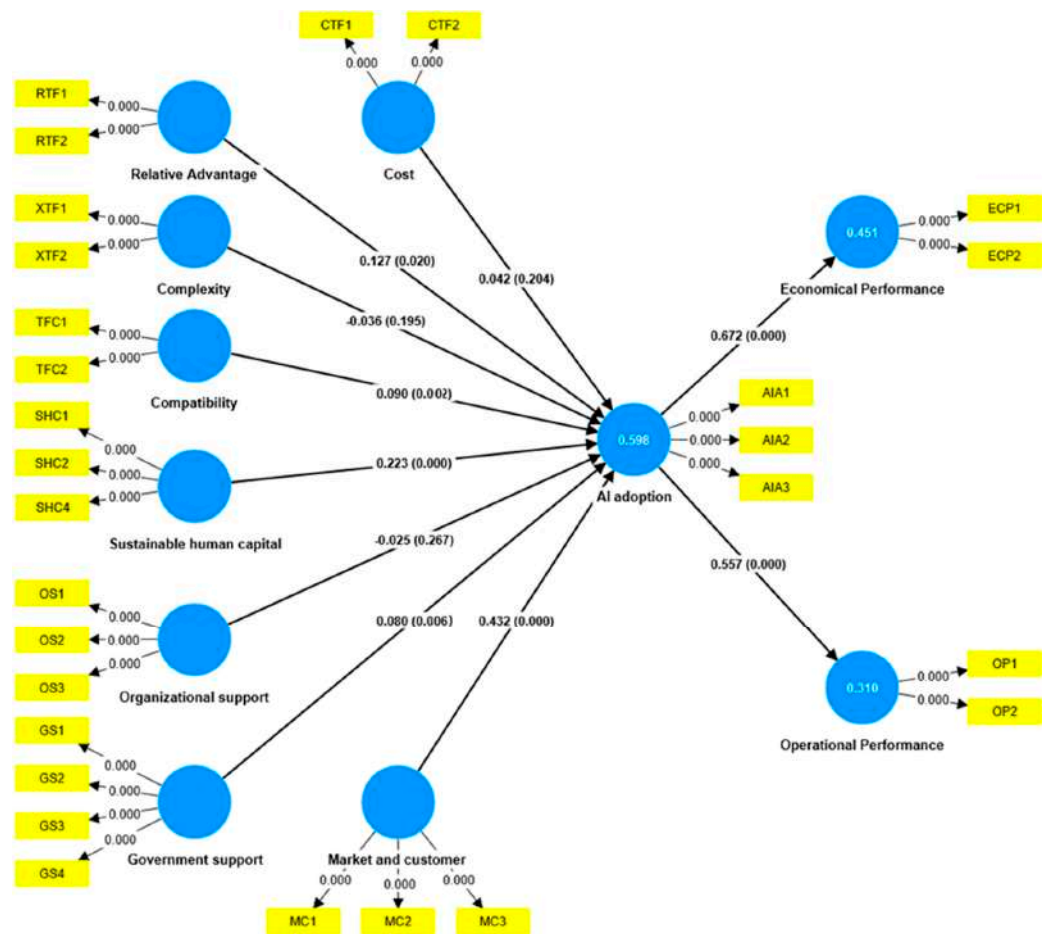 CTF1
CTF2
0.000
0.000
Cost
RTF1
RTF2
0.000
0.000
Relative Advantage
XTF1
XTF2
0.000
0.000
Complexity
TFC1
TFC2
0.000
0.000
Compatibility
SHC1
SHC2
SHC4
0.000
0.000
0.000
Sustainable human capital
OS1
OS2
OS3
0.000
0.000
0.000
Organizational support
GS1
GS2
GS3
GS4
0.000
0.000
0.000
0.000
Government support
Market and customer
0.000
0.000
0.000
MC1
MC2
MC3
0.127 (0.020)
0.042 (0.204)
-0.036 (0.195)
0.090 (0.002)
0.223 (0.000)
-0.025 (0.267)
0.080 (0.006)
0.432 (0.000)
0.598
AI adoption
0.000
0.000
0.000
AIA1
AIA2
AIA3
0.672 (0.000)
0.557 (0.000)
0.451
Economical Performance
0.000
0.000
ECP1
ECP2
0.310
Operational Performance
0.000
0.000
OP1
OP2